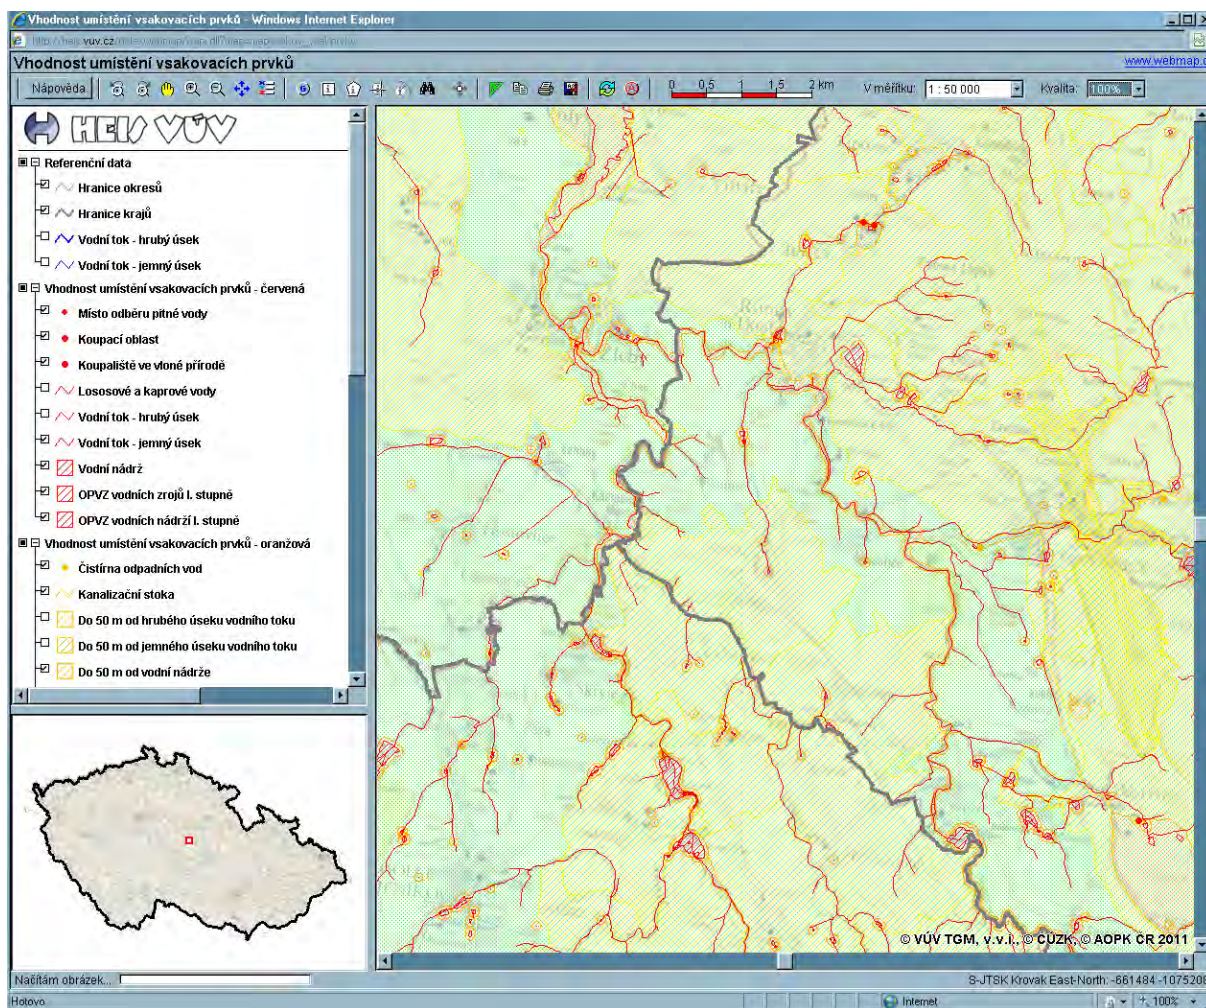 Vhodnost umístění vsakovacích prvků - Windows Internet Explorer
Vhodnost umístění vsakovacích prvků
www.webmap.c
Nápověda
0 0,5 1 1,5 2 km
V měřítku: 1 : 50 000
Kvalita: 100%
HEIS VÚV
Referenční data
Hranice okresů
Hranice krajů
Vodní tok - hrubý úsek
Vodní tok - jemný úsek
Vhodnost umístění vsakovacích prvků - červená
Místo odběru pitné vody
Koupací oblast
Koupaliště ve vloné přírodě
Lososové a kaprové vody
Vodní tok - hrubý úsek
Vodní tok - jemný úsek
Vodní nádrž
OPVZ vodních zrojů I. stupně
OPVZ vodních nádrží I. stupně
Vhodnost umístění vsakovacích prvků - oranžová
Čistírna odpadních vod
Kanalizační stoka
Do 50 m od hrubého úseku vodního toku
Do 50 m od jemného úseku vodního toku
Do 50 m od vodní nádrže
© VÚV TGM, v.v.i., © ČÚZK, © AOPK ČR 2011
Načítám obrázek...
S-JTSK Krovak East-North: -661484 -1075208
Hotovo
Internet
100%